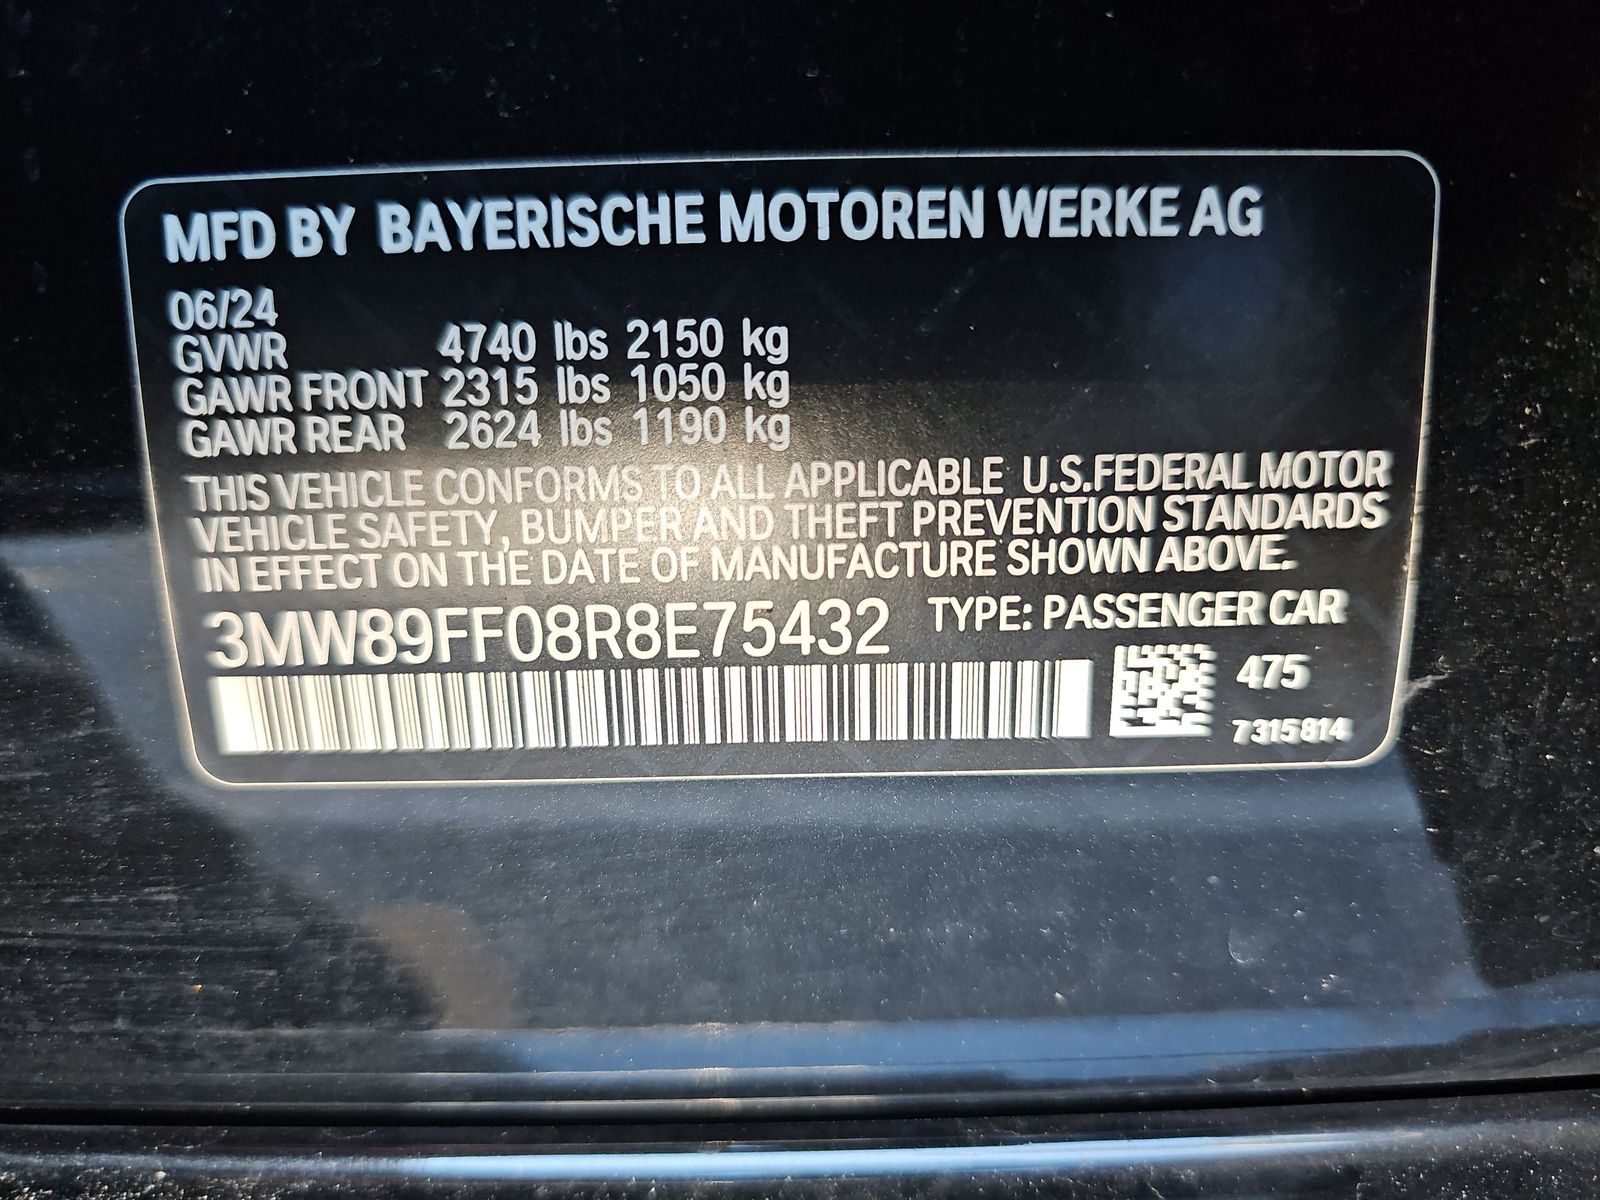 MFD BY BAYERISCHE MOTOREN WERKE AG
06/24
GVWR 4740 lbs 2150 kg
GAWR FRONT 2315 lbs 1050 kg
GAWR REAR 2624 lbs 1190 kg
THIS VEHICLE CONFORMS TO ALL APPLICABLE U.S.FEDERAL MOTOR
VEHICLE SAFETY, BUMPER AND THEFT PREVENTION STANDARDS
IN EFFECT ON THE DATE OF MANUFACTURE SHOWN ABOVE.
3MW89FF08R8E75432 TYPE: PASSENGER CAR
475
7315814